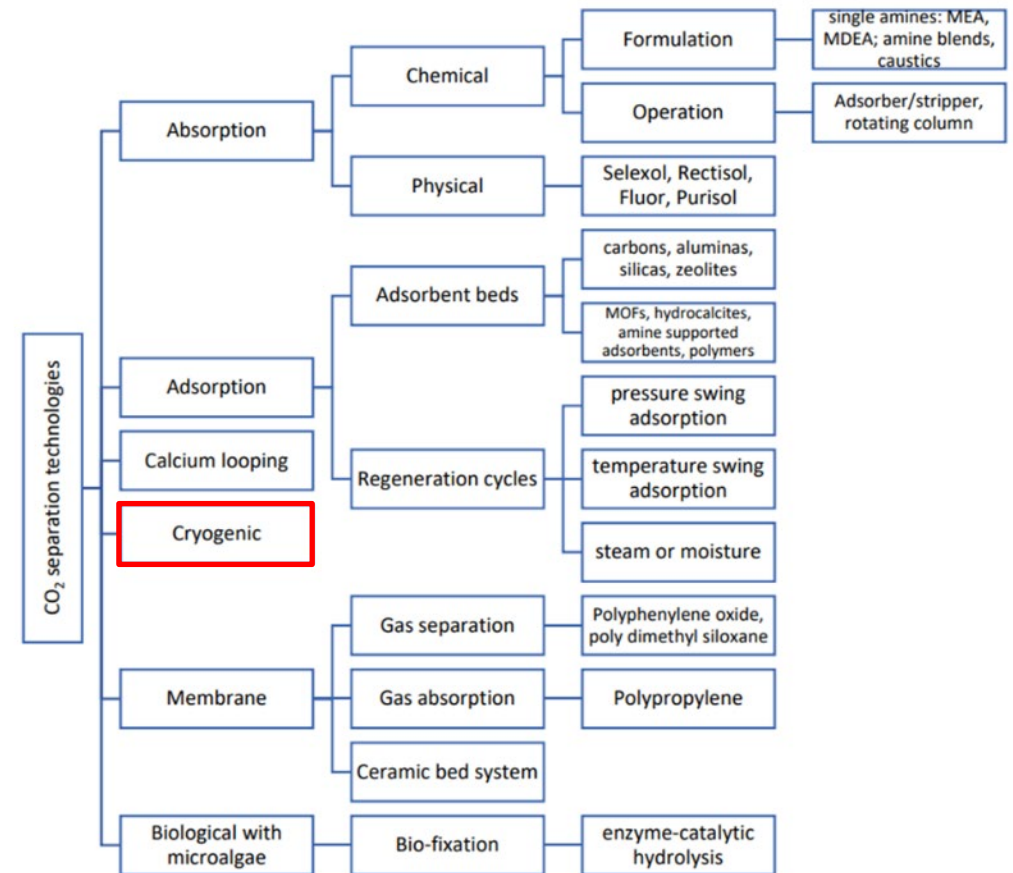 CO2 separation technologies
Absorption
Chemical
Formulation
single amines: MEA,
MDEA; amine blends,
caustics
Operation
Adsorber/stripper,
rotating column
Physical
Selexol, Rectisol,
Fluor, Purisol
Adsorption
Adsorbent beds
carbons, aluminas,
silicas, zeolites
MOFs, hydrocalcites,
amine supported
adsorbents, polymers
Regeneration cycles
pressure swing
adsorption
temperature swing
adsorption
steam or moisture
Calcium looping
Cryogenic
Membrane
Gas separation
Polyphenylene oxide,
poly dimethyl siloxane
Gas absorption
Polypropylene
Ceramic bed system
Biological with
microalgae
Bio-fixation
enzyme-catalytic
hydrolysis